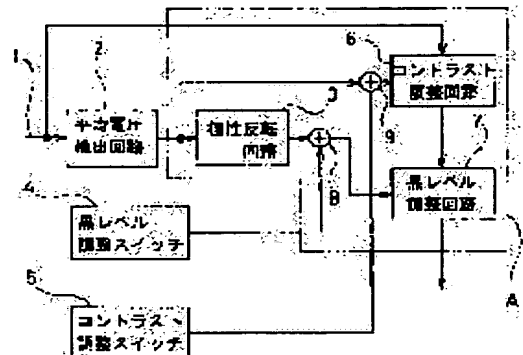 1
2
平均電圧
検出回路
極性反転
回路
3
6
コントラスト
調整回路
9
7
黒レベル
調整回路
8
4
黒レベル
調整スイッチ
5
コントラスト
調整スイッチ
A